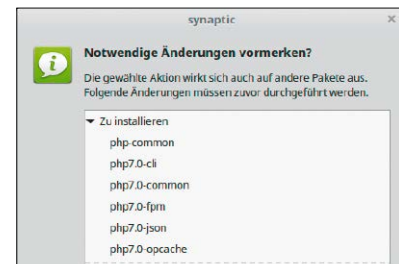 synaptic
Notwendige Änderungen vormerken?
Die gewählte Aktion wirkt sich auch auf andere Pakete aus.
Folgende Änderungen müssen zuvor durchgeführt werden.
Zu installieren
php-common
php7.0-cli
php7.0-common
php7.0-fpm
php7.0-json
php7.0-opcache